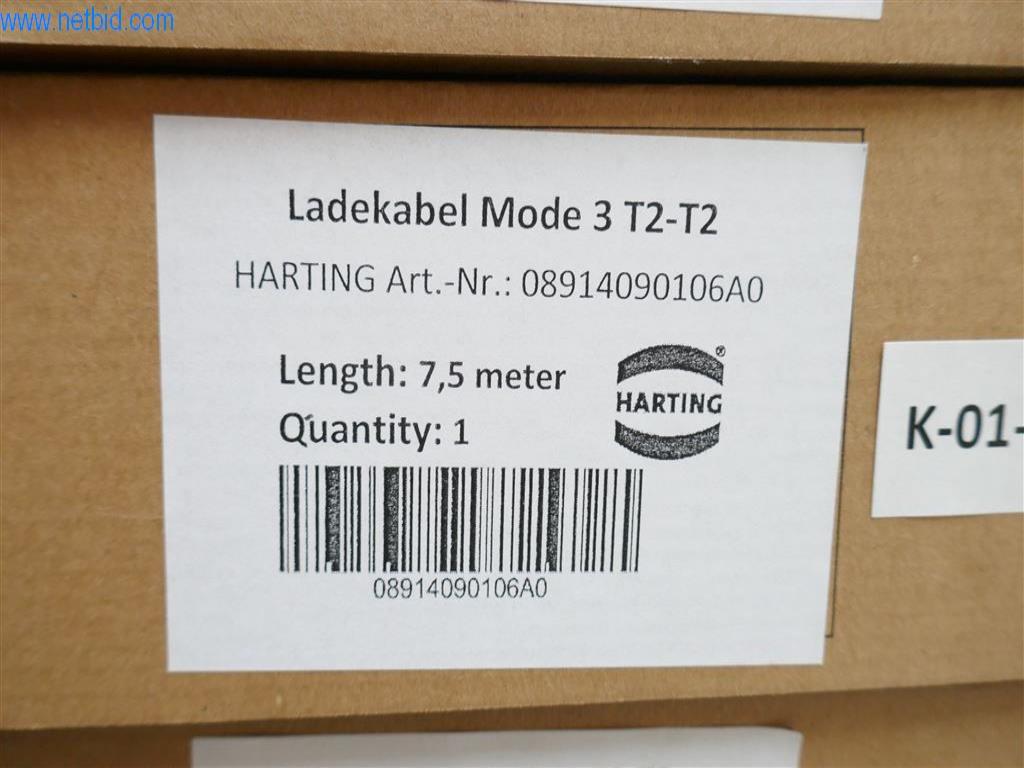 www.netbid.com
Ladekabel Mode 3 T2-T2
HARTING Art.-Nr.: 08914090106A0
Length: 7,5 meter
Quantity: 1
HARTING
®
K-01-
08914090106A0